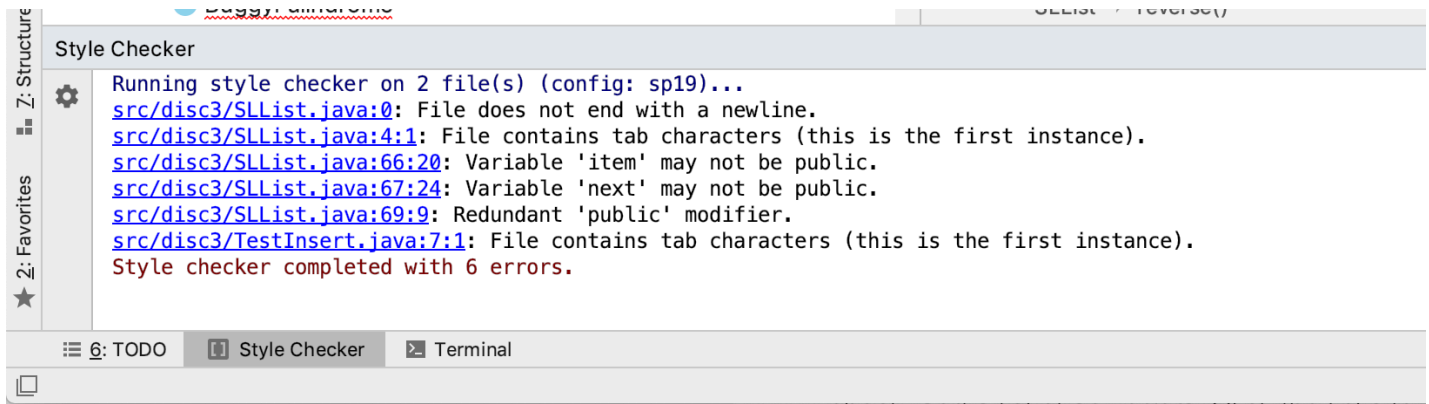 BuggyPalindrome
SLList > reverse()
Z: Structure
Style Checker
Running style checker on 2 file(s) (config: sp19)...
src/disc3/SLList.java:0: File does not end with a newline.
src/disc3/SLList.java:4:1: File contains tab characters (this is the first instance).
src/disc3/SLList.java:66:20: Variable 'item' may not be public.
src/disc3/SLList.java:67:24: Variable 'next' may not be public.
src/disc3/SLList.java:69:9: Redundant 'public' modifier.
src/disc3/TestInsert.java:7:1: File contains tab characters (this is the first instance).
Style checker completed with 6 errors.
2: Favorites
6: TODO
Style Checker
Terminal